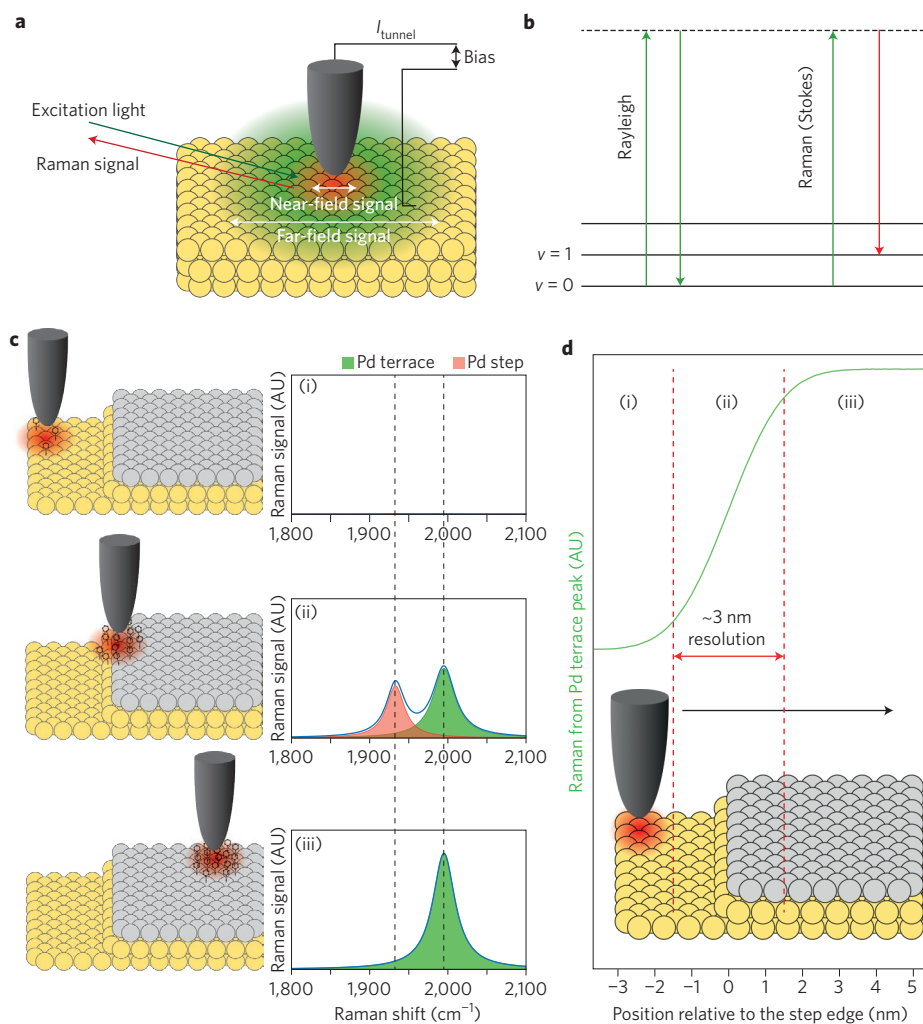 a
I tunnel
Bias
Excitation light
Raman signal
Near-field signal
Far-field signal
b
Rayleigh
Raman (Stokes)
v = 1
v = 0
c
Pd terrace
Pd step
(i)
Raman signal (AU)
1,800
1,900
2,000
2,100
(ii)
Raman signal (AU)
1,800
1,900
2,000
2,100
(iii)
Raman signal (AU)
1,800
1,900
2,000
2,100
Raman shift (cm⁻¹)
d
(i)
(ii)
(iii)
Raman from Pd terrace peak (AU)
~3 nm
resolution
−3
−2
−1
0
1
2
3
4
5
Position relative to the step edge (nm)